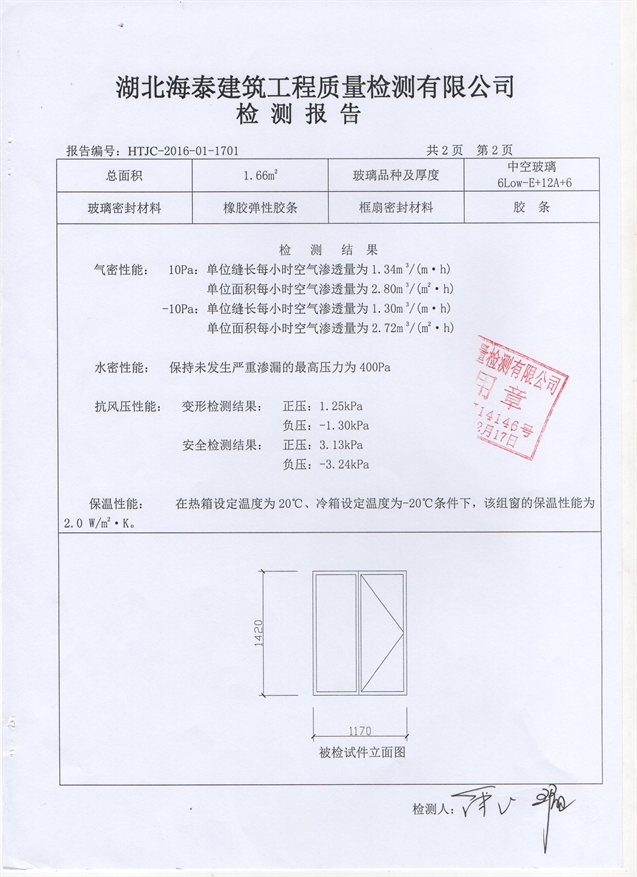 湖北海泰建筑工程质量检测有限公司
检测报告
报告编号：HTJC-2016-01-1701 共2页 第2页
总面积 1.66m² 玻璃品种及厚度 中空玻璃
6Low-E+12A+6
玻璃密封材料 橡胶弹性胶条 框扇密封材料 胶条
检测结果
气密性能： 10Pa：单位缝长每小时空气渗透量为1.34m³/(m·h)
单位面积每小时空气渗透量为2.80m³/(m²·h)
-10Pa：单位缝长每小时空气渗透量为1.30m³/(m·h)
单位面积每小时空气渗透量为2.72m³/(m²·h)
水密性能： 保持未发生严重渗漏的最高压力为400Pa
抗风压性能： 变形检测结果： 正压：1.25kPa
负压：-1.30kPa
安全检测结果： 正压：3.13kPa
负压：-3.24kPa
量检测有限公司
用章
14146号
2月17日
保温性能： 在热箱设定温度为20℃、冷箱设定温度为-20℃条件下，该组窗的保温性能为
2.0 W/m²·K。
1420
1170
被检试件立面图
检测人：